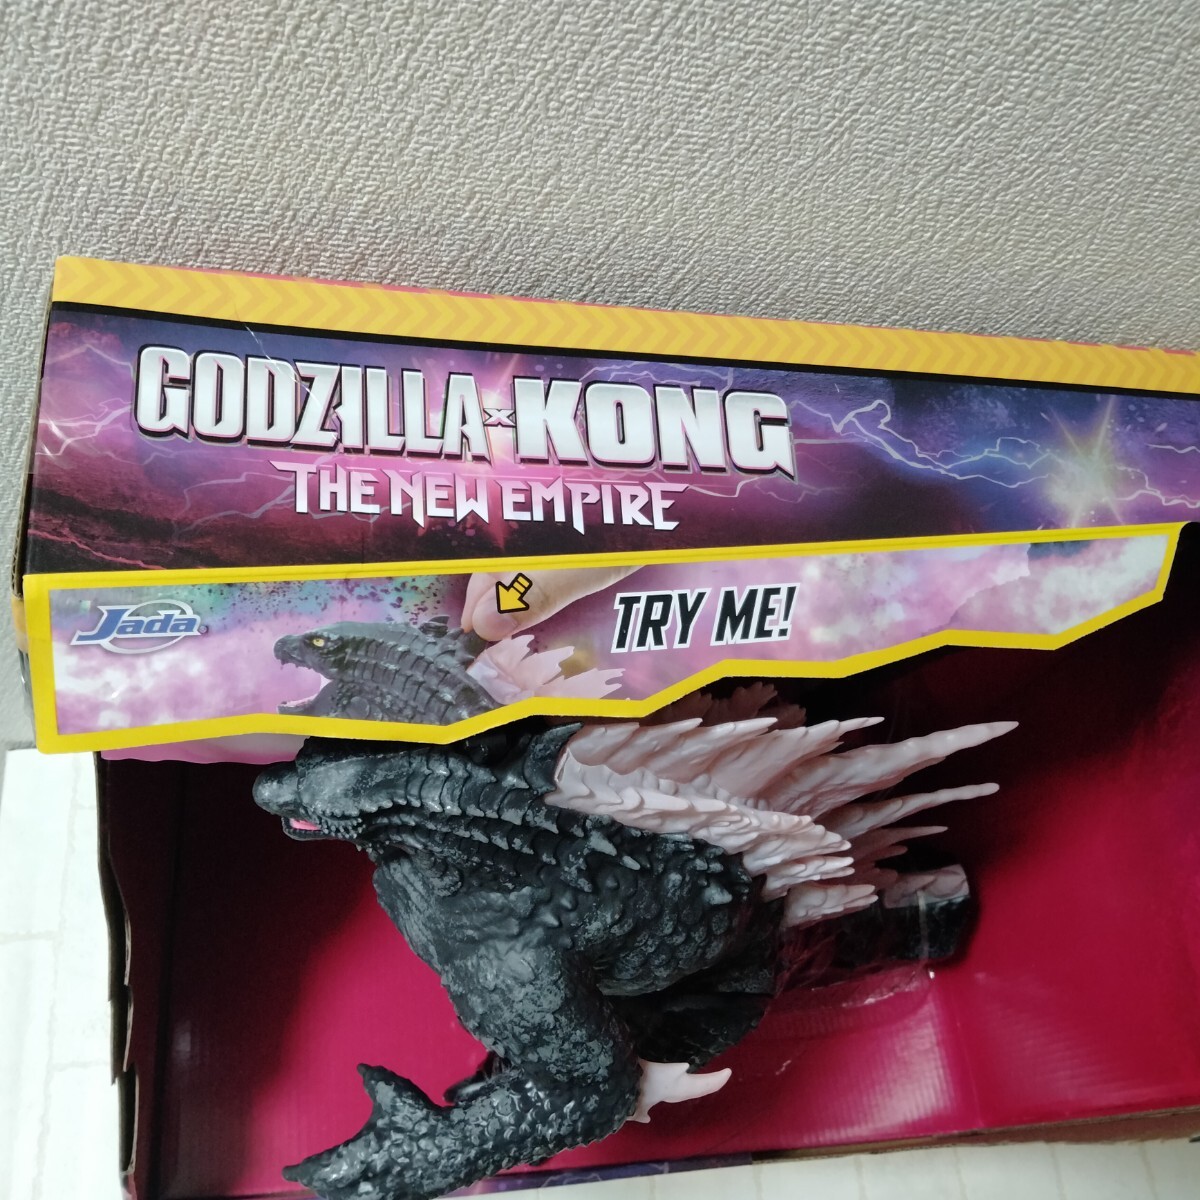 GODZILLA x KONG
THE NEW EMPIRE
Jada
TRY ME!